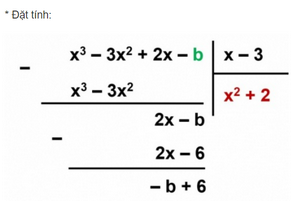 * Đặt tính:
x³ – 3x² + 2x – b | x – 3
–
x³ – 3x²
x² + 2
2x – b
–
2x – 6
– b + 6